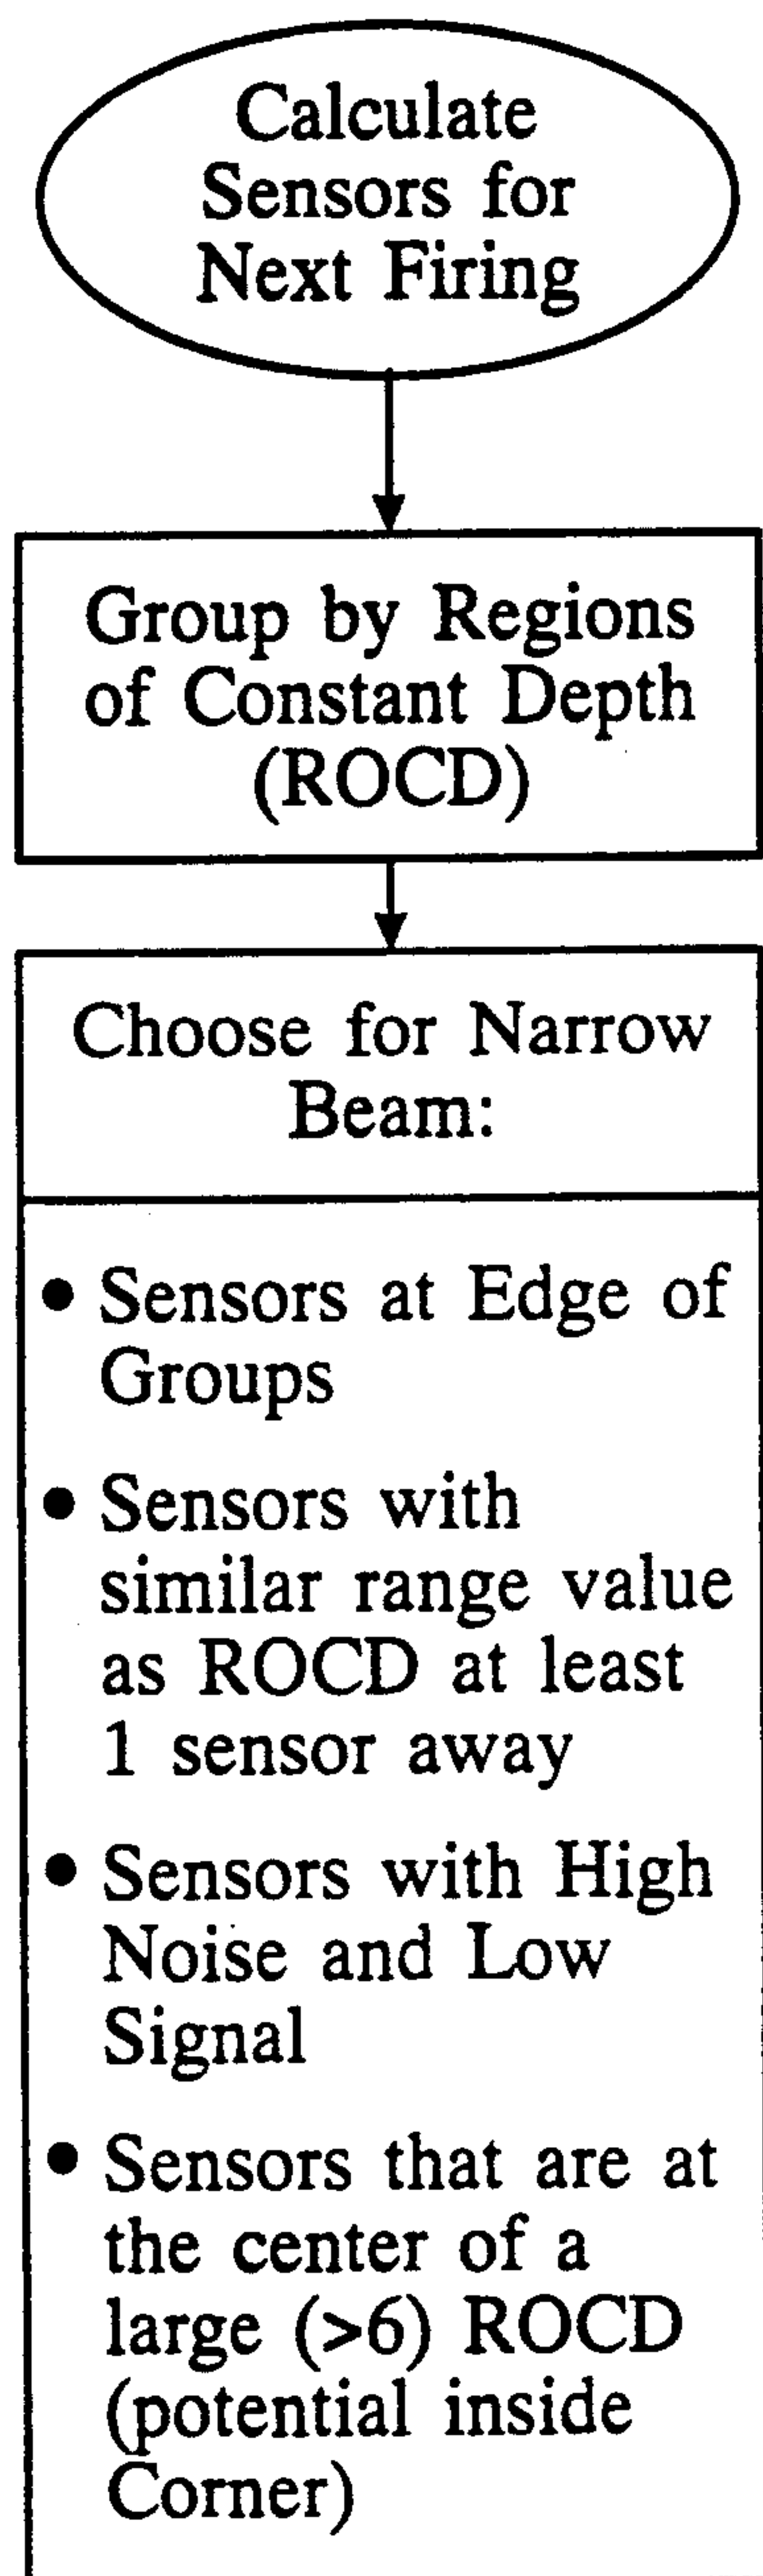 Calculate
Sensors for
Next Firing
Group by Regions
of Constant Depth
(ROCD)
Choose for Narrow
Beam:
• Sensors at Edge of
Groups
• Sensors with
similar range value
as ROCD at least
1 sensor away
• Sensors with High
Noise and Low
Signal
• Sensors that are at
the center of a
large (>6) ROCD
(potential inside
Corner)